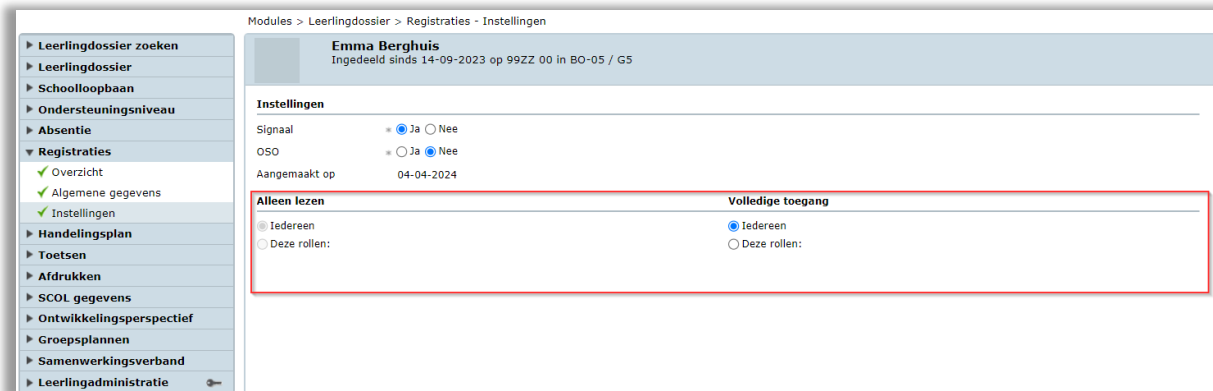 Modules > Leerlingdossier > Registraties - Instellingen
Leerlingdossier zoeken
Leerlingdossier
Schoolloopbaan
Ondersteuningsniveau
Absentie
Registraties
Overzicht
Algemene gegevens
Instellingen
Handelingsplan
Toetsen
Afdrukken
SCOL gegevens
Ontwikkelingsperspectief
Groepsplannen
Samenwerkingsverband
Leerlingadministratie
Emma Berghuis
Ingedeeld sinds 14-09-2023 op 99ZZ 00 in BO-05 / G5
Instellingen
Signaal Ja Nee
OSO Ja Nee
Aangemaakt op 04-04-2024
Alleen lezen Volledige toegang
Iedereen Iedereen
Deze rollen: Deze rollen: